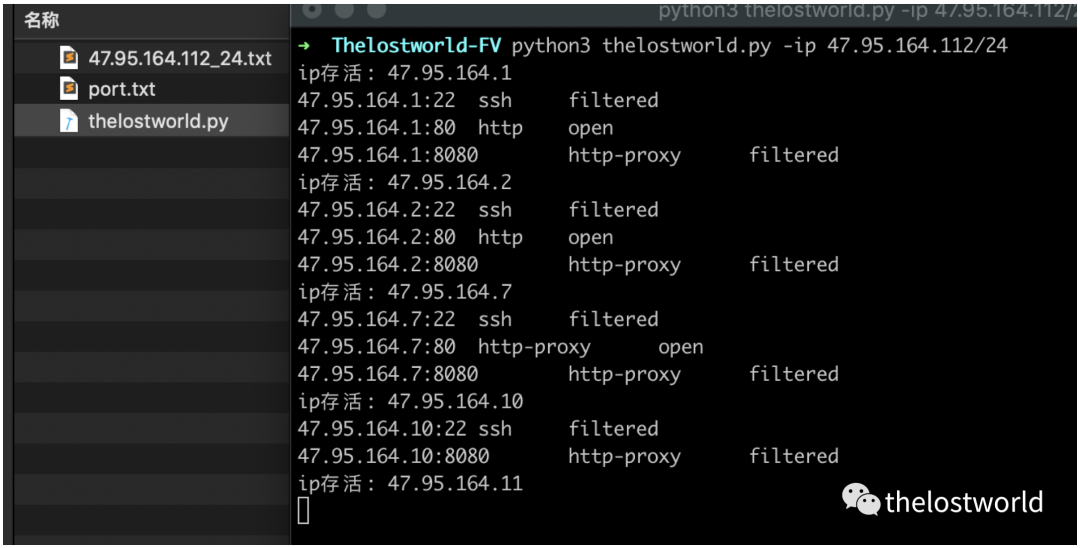 名称
47.95.164.112_24.txt
port.txt
thelostworld.py
python3 thelostworld.py -ip 47.95.164.112/2
→ Thelostworld-FV python3 thelostworld.py -ip 47.95.164.112/24
ip存活: 47.95.164.1
47.95.164.1:22 ssh filtered
47.95.164.1:80 http open
47.95.164.1:8080 http-proxy filtered
ip存活: 47.95.164.2
47.95.164.2:22 ssh filtered
47.95.164.2:80 http open
47.95.164.2:8080 http-proxy filtered
ip存活: 47.95.164.7
47.95.164.7:22 ssh filtered
47.95.164.7:80 http-proxy open
47.95.164.7:8080 http-proxy filtered
ip存活: 47.95.164.10
47.95.164.10:22 ssh filtered
47.95.164.10:8080 http-proxy filtered
ip存活: 47.95.164.11
thelostworld